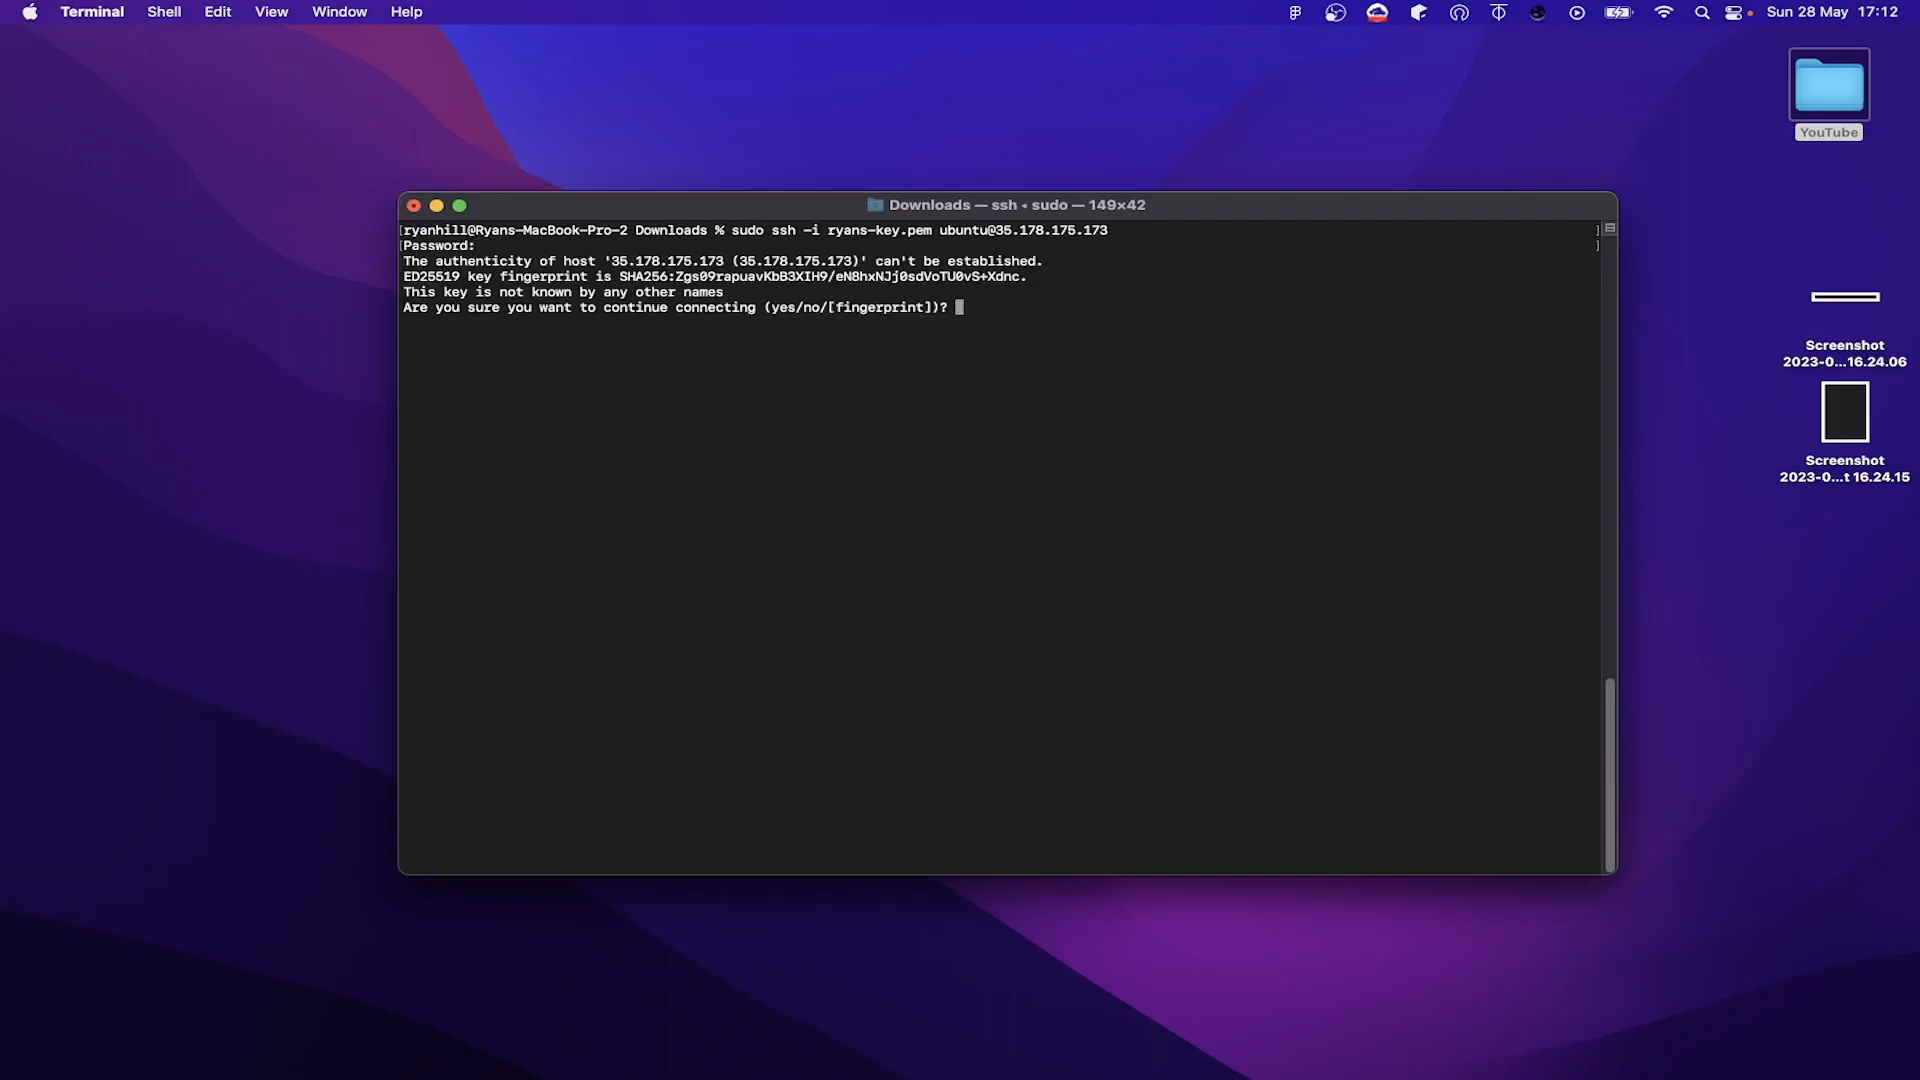 Terminal Shell Edit View Window Help Sun 28 May 17:12
YouTube
Downloads — ssh ◂ sudo — 149×42
[ryanhill@Ryans-MacBook-Pro-2 Downloads % sudo ssh -i ryans-key.pem ubuntu@35.178.175.173 ]
[Password: ]
The authenticity of host '35.178.175.173 (35.178.175.173)' can't be established.
ED25519 key fingerprint is SHA256:Zgs09rapuavKbB3XIH9/eN8hxNJj0sdVoTU0vS+Xdnc.
This key is not known by any other names
Are you sure you want to continue connecting (yes/no/[fingerprint])?
Screenshot
2023-0...16.24.06
Screenshot
2023-0...t 16.24.15